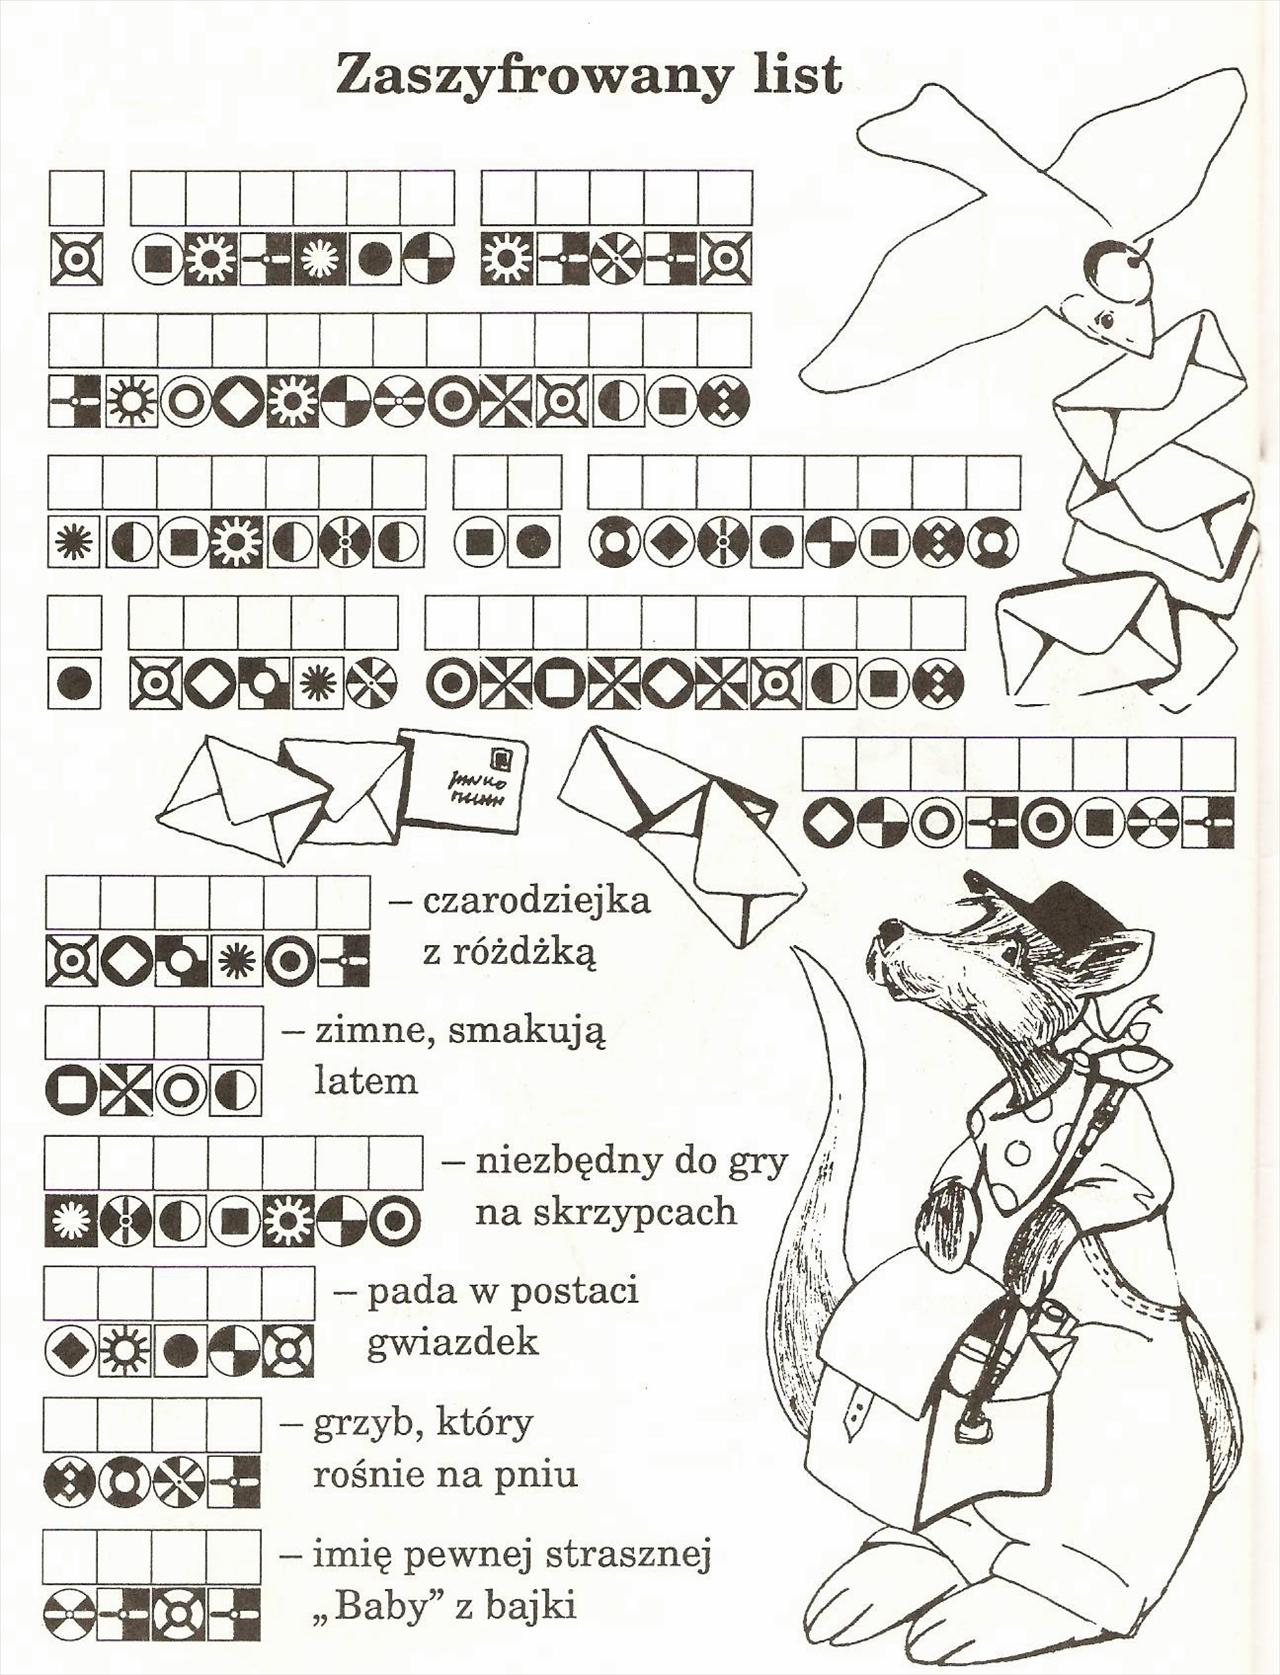 Zaszyfrowany list
– czarodziejka
z różdżką
– zimne, smakują
latem
– niezbędny do gry
na skrzypcach
– pada w postaci
gwiazdek
– grzyb, który
rośnie na pniu
– imię pewnej strasznej
„Baby” z bajki